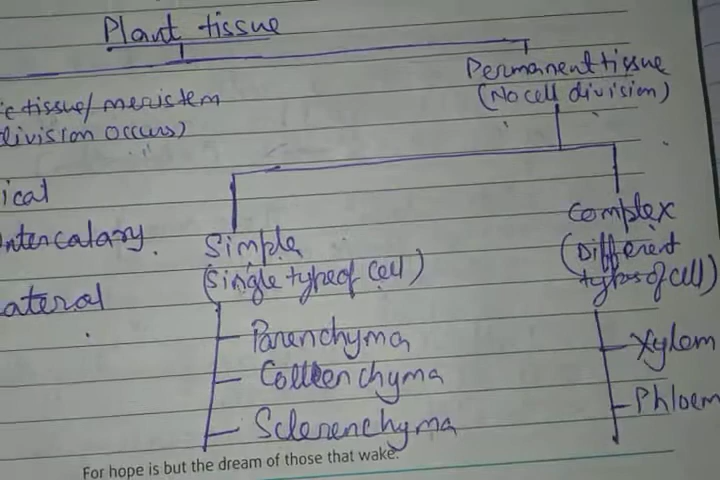 Plant tissue
Permanent tissue
(No cell division)
c tissue/meristem
division occurs)
ical
ntercalary
ateral
Simple
(Single type of cell)
Parenchyma
Collenchyma
Sclerenchyma
Complex
(Different
types of cell)
Xylem
Phloem
For hope is but the dream of those that wake.